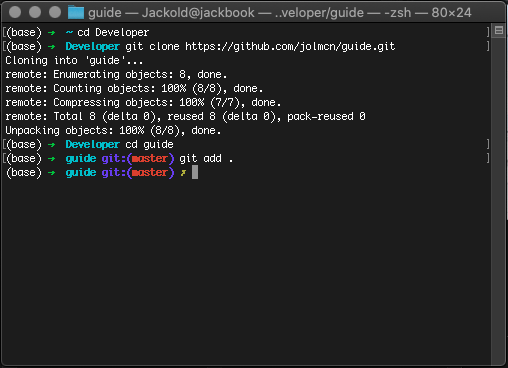 guide — Jackold@jackbook — ..veloper/guide — -zsh — 80×24
[(base) ➜  ~ cd Developer ]
[(base) ➜  Developer git clone https://github.com/jolmcn/guide.git ]
Cloning into 'guide'...
remote: Enumerating objects: 8, done.
remote: Counting objects: 100% (8/8), done.
remote: Compressing objects: 100% (7/7), done.
remote: Total 8 (delta 0), reused 8 (delta 0), pack-reused 0
Unpacking objects: 100% (8/8), done.
[(base) ➜  Developer cd guide ]
[(base) ➜  guide git:(master) git add . ]
(base) ➜  guide git:(master) ✗